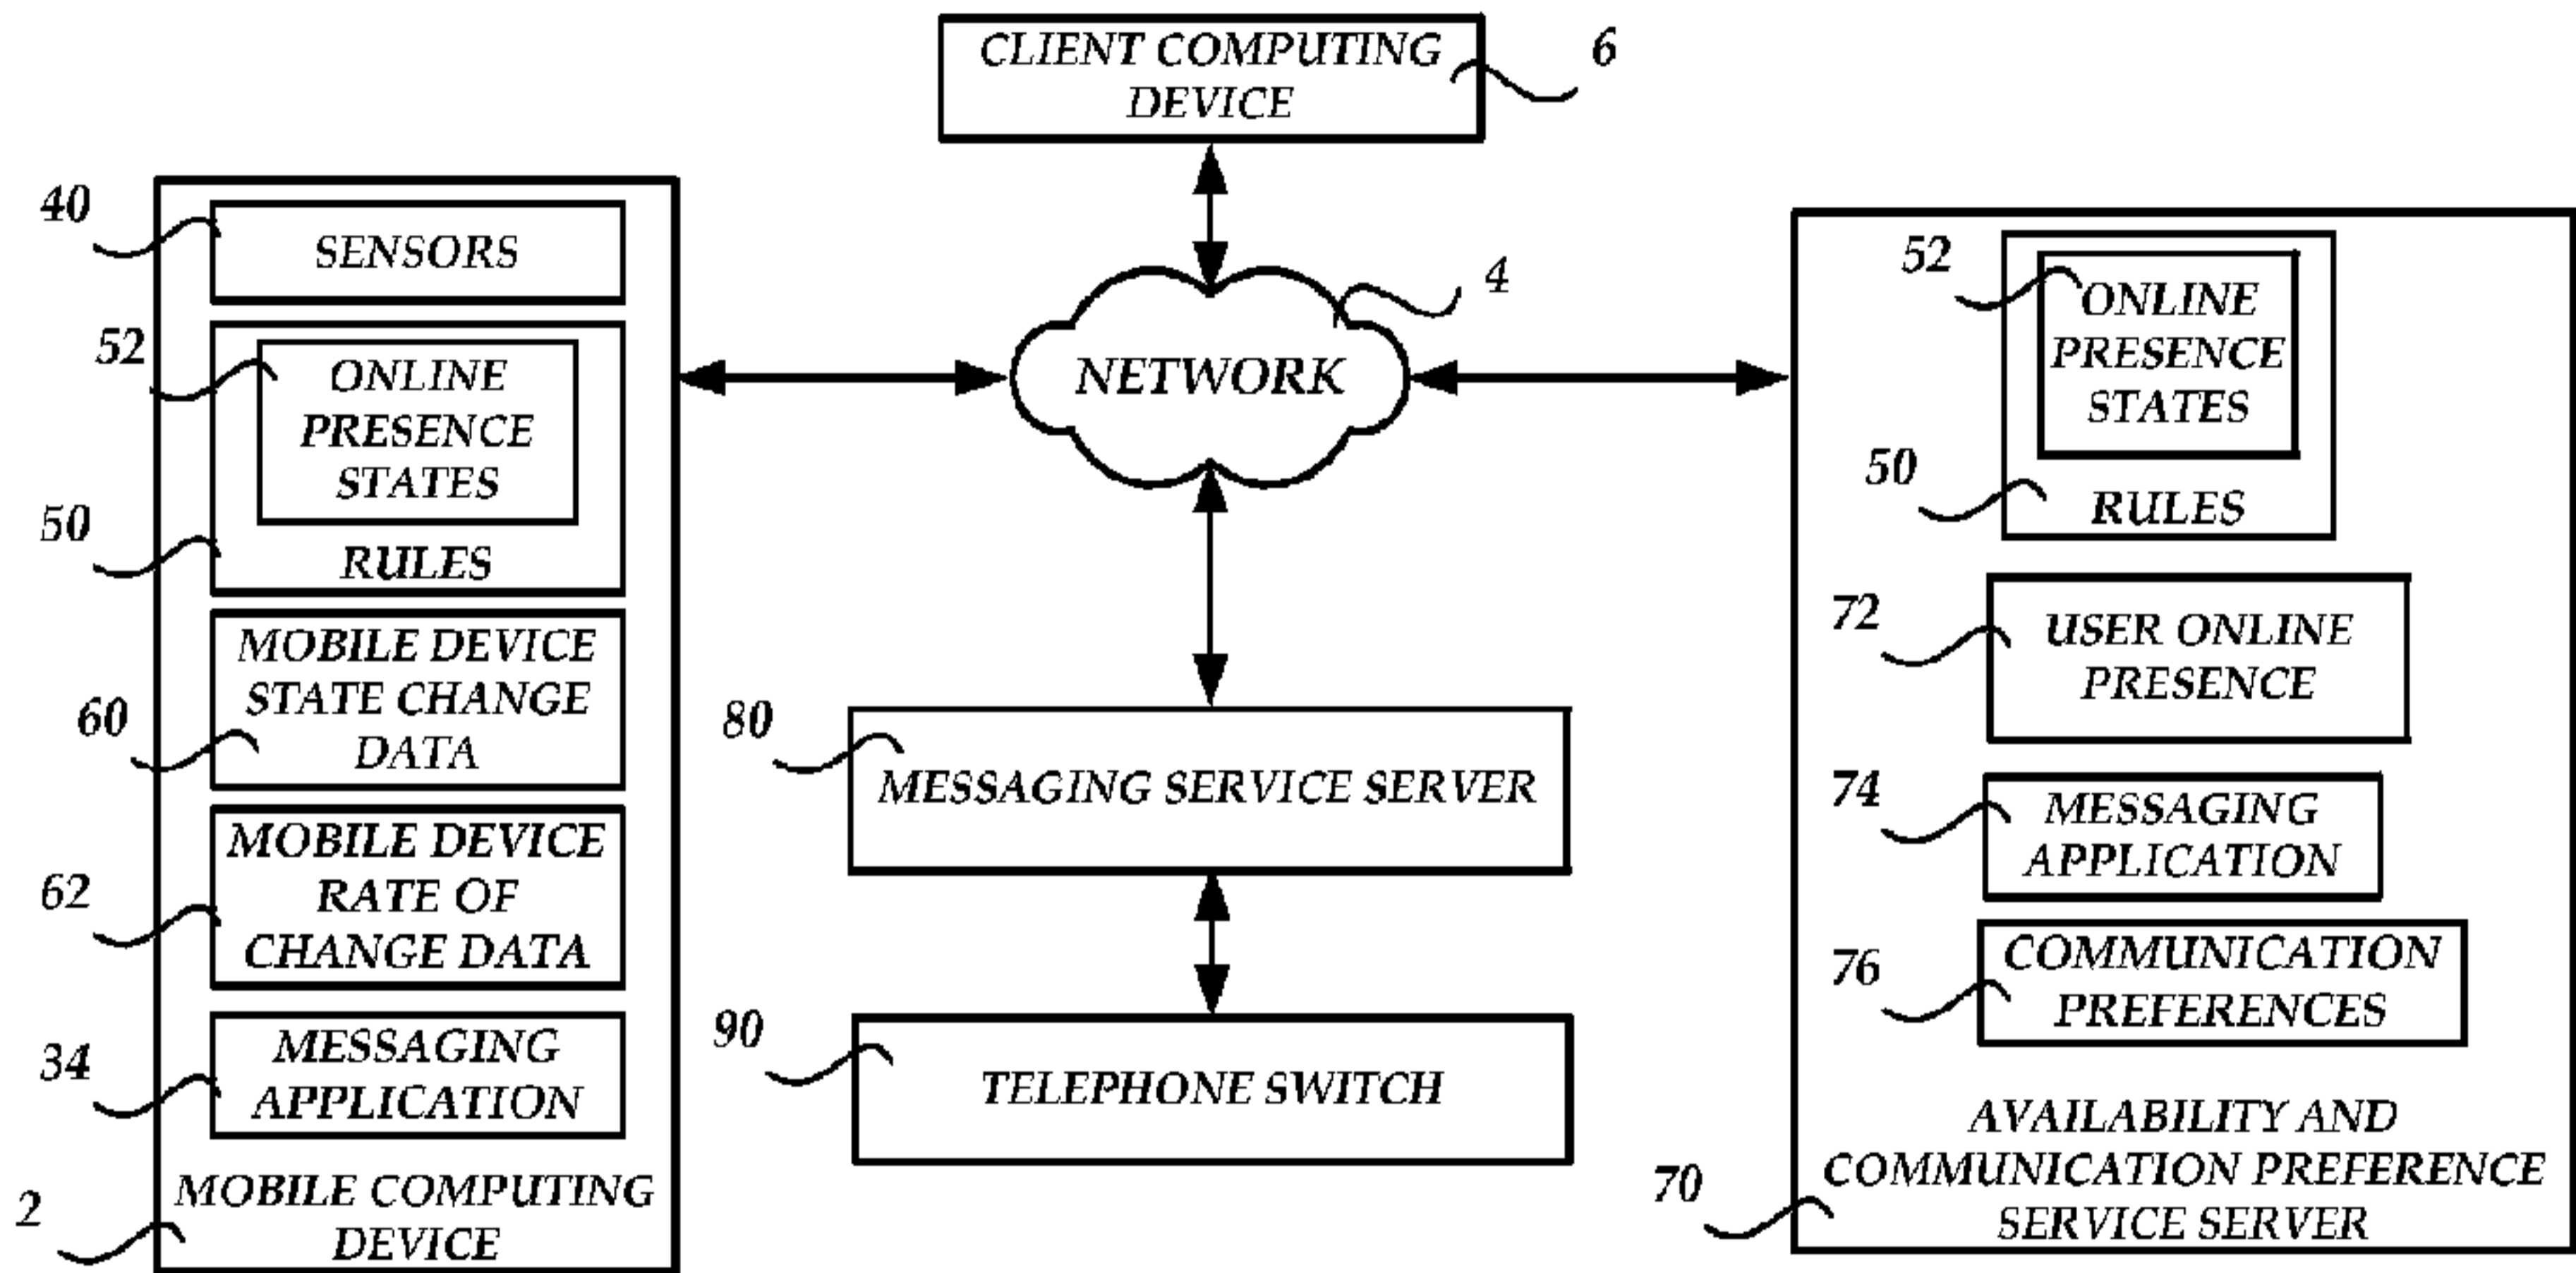 CLIENT COMPUTING
DEVICE
6
40
SENSORS
52
ONLINE
PRESENCE
STATES
50
RULES
MOBILE DEVICE
STATE CHANGE
DATA
60
MOBILE DEVICE
RATE OF
CHANGE DATA
62
MESSAGING
APPLICATION
34
MOBILE COMPUTING
DEVICE
2
4
NETWORK
80
MESSAGING SERVICE SERVER
90
TELEPHONE SWITCH
52
ONLINE
PRESENCE
STATES
50
RULES
72
USER ONLINE
PRESENCE
74
MESSAGING
APPLICATION
76
COMMUNICATION
PREFERENCES
AVAILABILITY AND
COMMUNICATION PREFERENCE
SERVICE SERVER
70